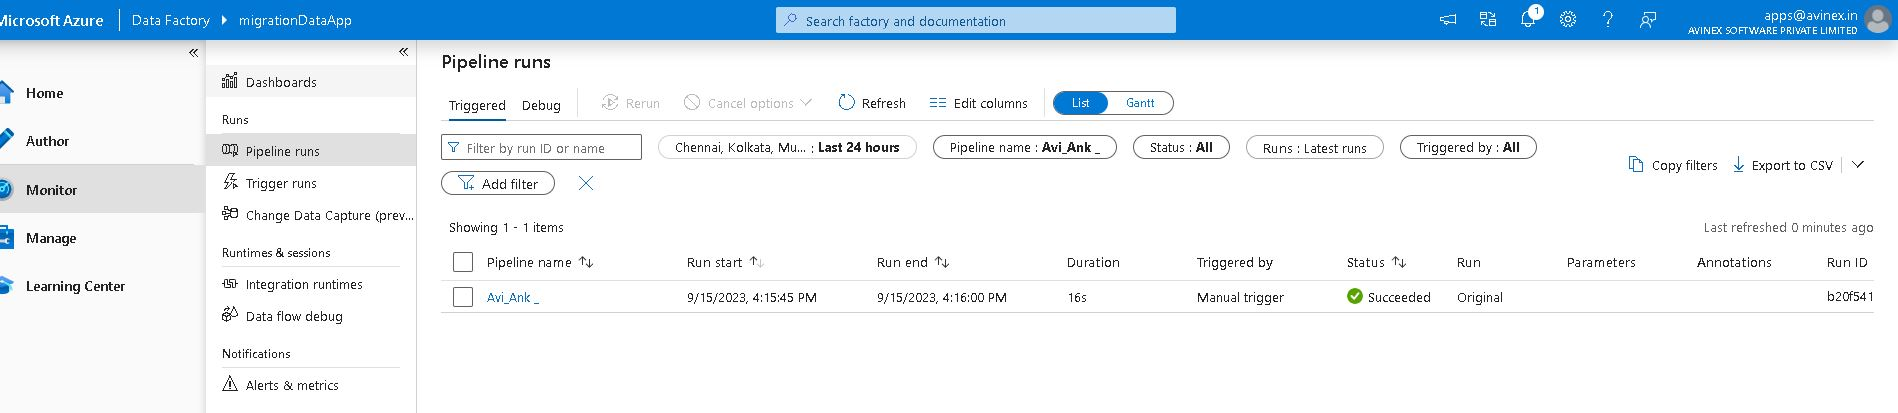 Microsoft Azure
Data Factory
migrationDataApp
Search factory and documentation
1
apps@avinex.in
AVINEX SOFTWARE PRIVATE LIMITED
Home
Author
Monitor
Manage
Learning Center
Dashboards
Runs
Pipeline runs
Trigger runs
Change Data Capture (prev...
Runtimes & sessions
Integration runtimes
Data flow debug
Notifications
Alerts & metrics
Pipeline runs
Triggered Debug Rerun Cancel options Refresh Edit columns List Gantt
Filter by run ID or name Chennai, Kolkata, Mu... : Last 24 hours Pipeline name : Avi_Ank _ Status : All Runs : Latest runs Triggered by : All
Copy filters Export to CSV
Add filter
Showing 1 - 1 items
Last refreshed 0 minutes ago
Pipeline name Run start Run end Duration Triggered by Status Run Parameters Annotations Run ID
Avi_Ank _ 9/15/2023, 4:15:45 PM 9/15/2023, 4:16:00 PM 16s Manual trigger Succeeded Original b20f541